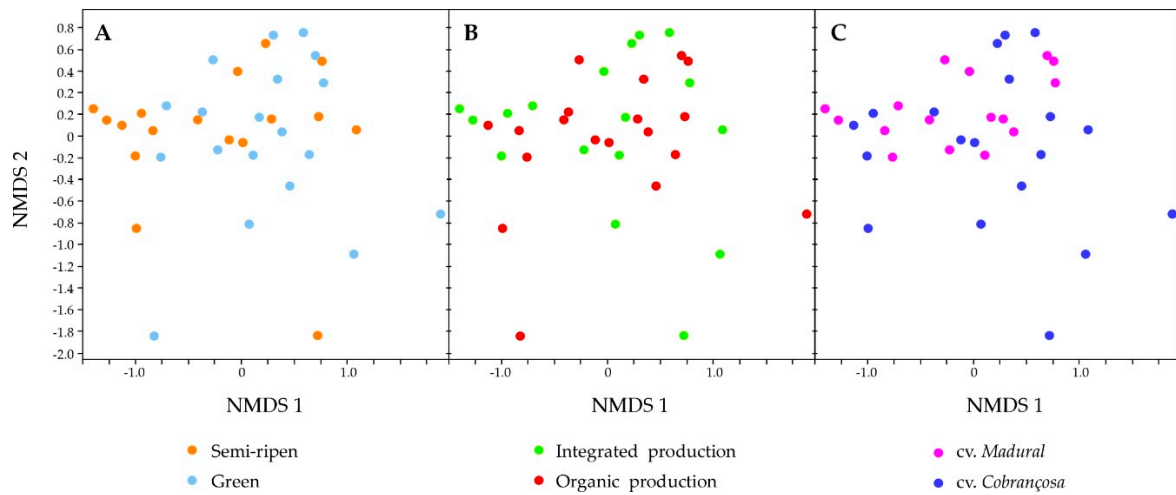 A
B
C
NMDS 2
0.8
0.6
0.4
0.2
0
-0.2
-0.4
-0.6
-0.8
-1.0
-1.2
-1.4
-1.6
-1.8
-2.0
-1.0 0 1.0
-1.0 0 1.0
-1.0 0 1.0
NMDS 1
NMDS 1
NMDS 1
Semi-ripen
Green
Integrated production
Organic production
cv. Madural
cv. Cobrançosa